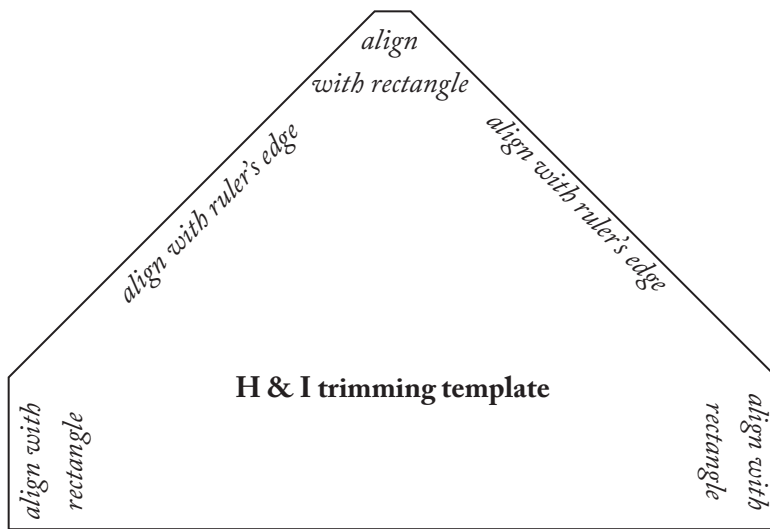 align
with rectangle
align with ruler's edge
align with ruler's edge
H & I trimming template
align with
rectangle
align with
rectangle